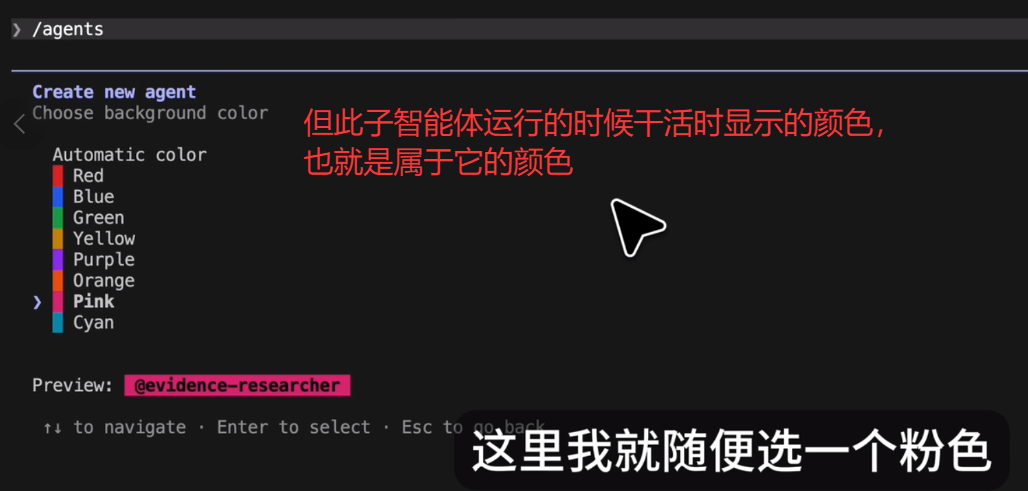 ❯ /agents
Create new agent
Choose background color
但此子智能体运行的时候干活时显示的颜色，
也就是属于它的颜色
Automatic color
Red
Blue
Green
Yellow
Purple
Orange
❯ Pink
Cyan
Preview: @evidence-researcher
↑↓ to navigate · Enter to select · Esc to go back
这里我就随便选一个粉色